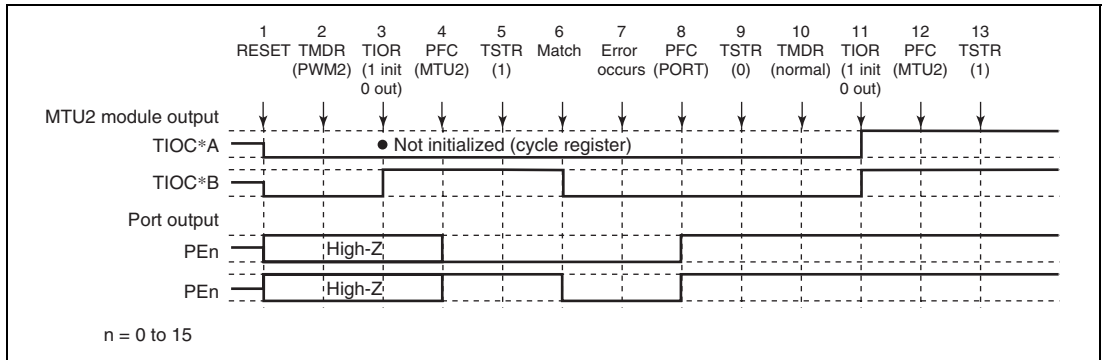 1 2 3 4 5 6 7 8 9 10 11 12 13
RESET TMDR TIOR PFC TSTR Match Error PFC TSTR TMDR TIOR PFC TSTR
(PWM2) (1 init (MTU2) (1) occurs (PORT) (0) (normal) (1 init (MTU2) (1)
0 out) 0 out)
MTU2 module output
TIOC*A
● Not initialized (cycle register)
TIOC*B
Port output
PEn
High-Z
PEn
High-Z
n = 0 to 15